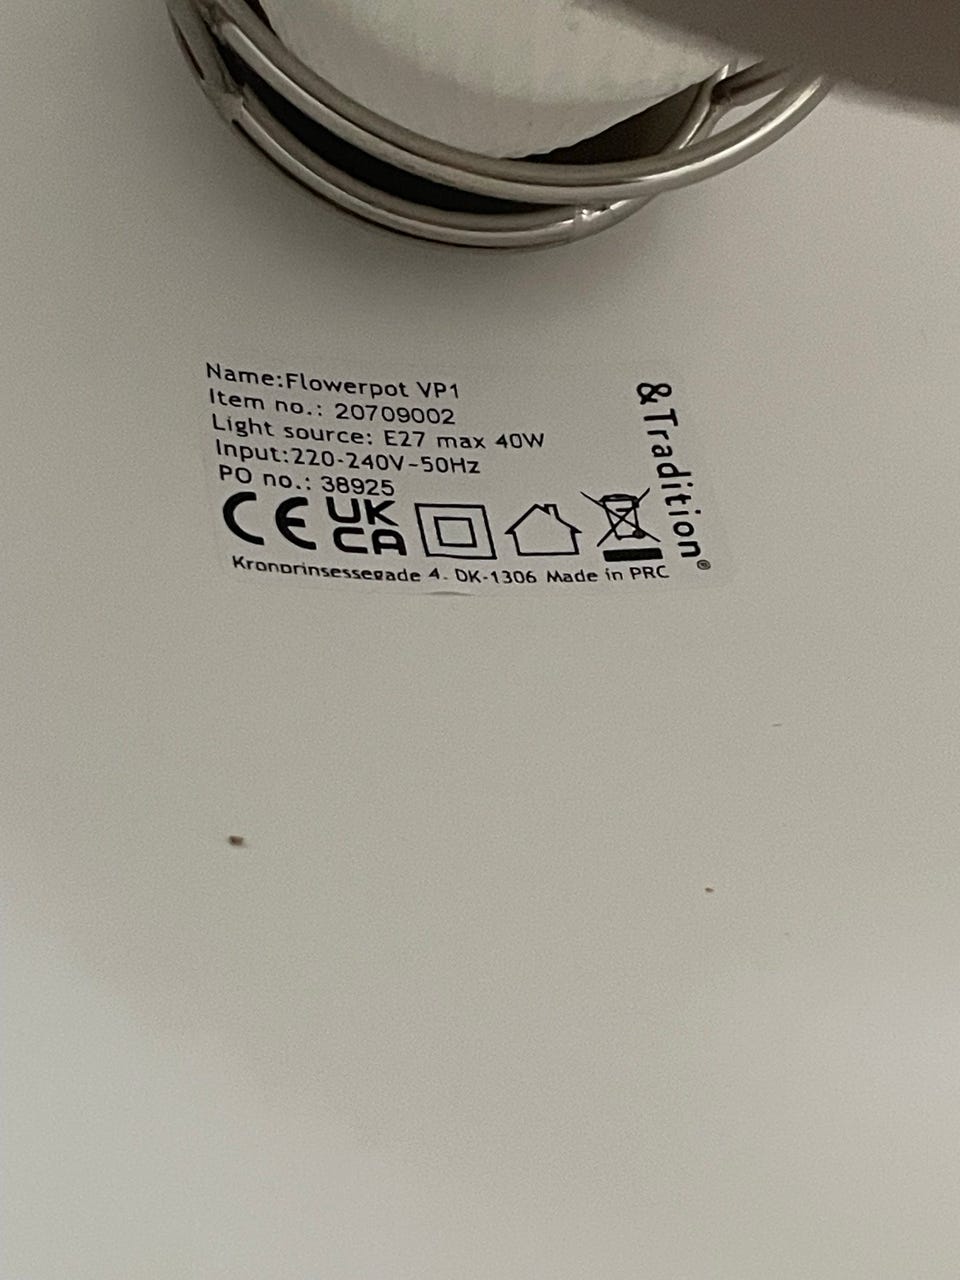 Name:Flowerpot VP1
Item no.: 20709002
Light source: E27 max 40W
Input:220-240V~50Hz
PO no.: 38925
CE UK
CA
Kronprinsessegade 4. DK-1306 Made in PRC
&Tradition®